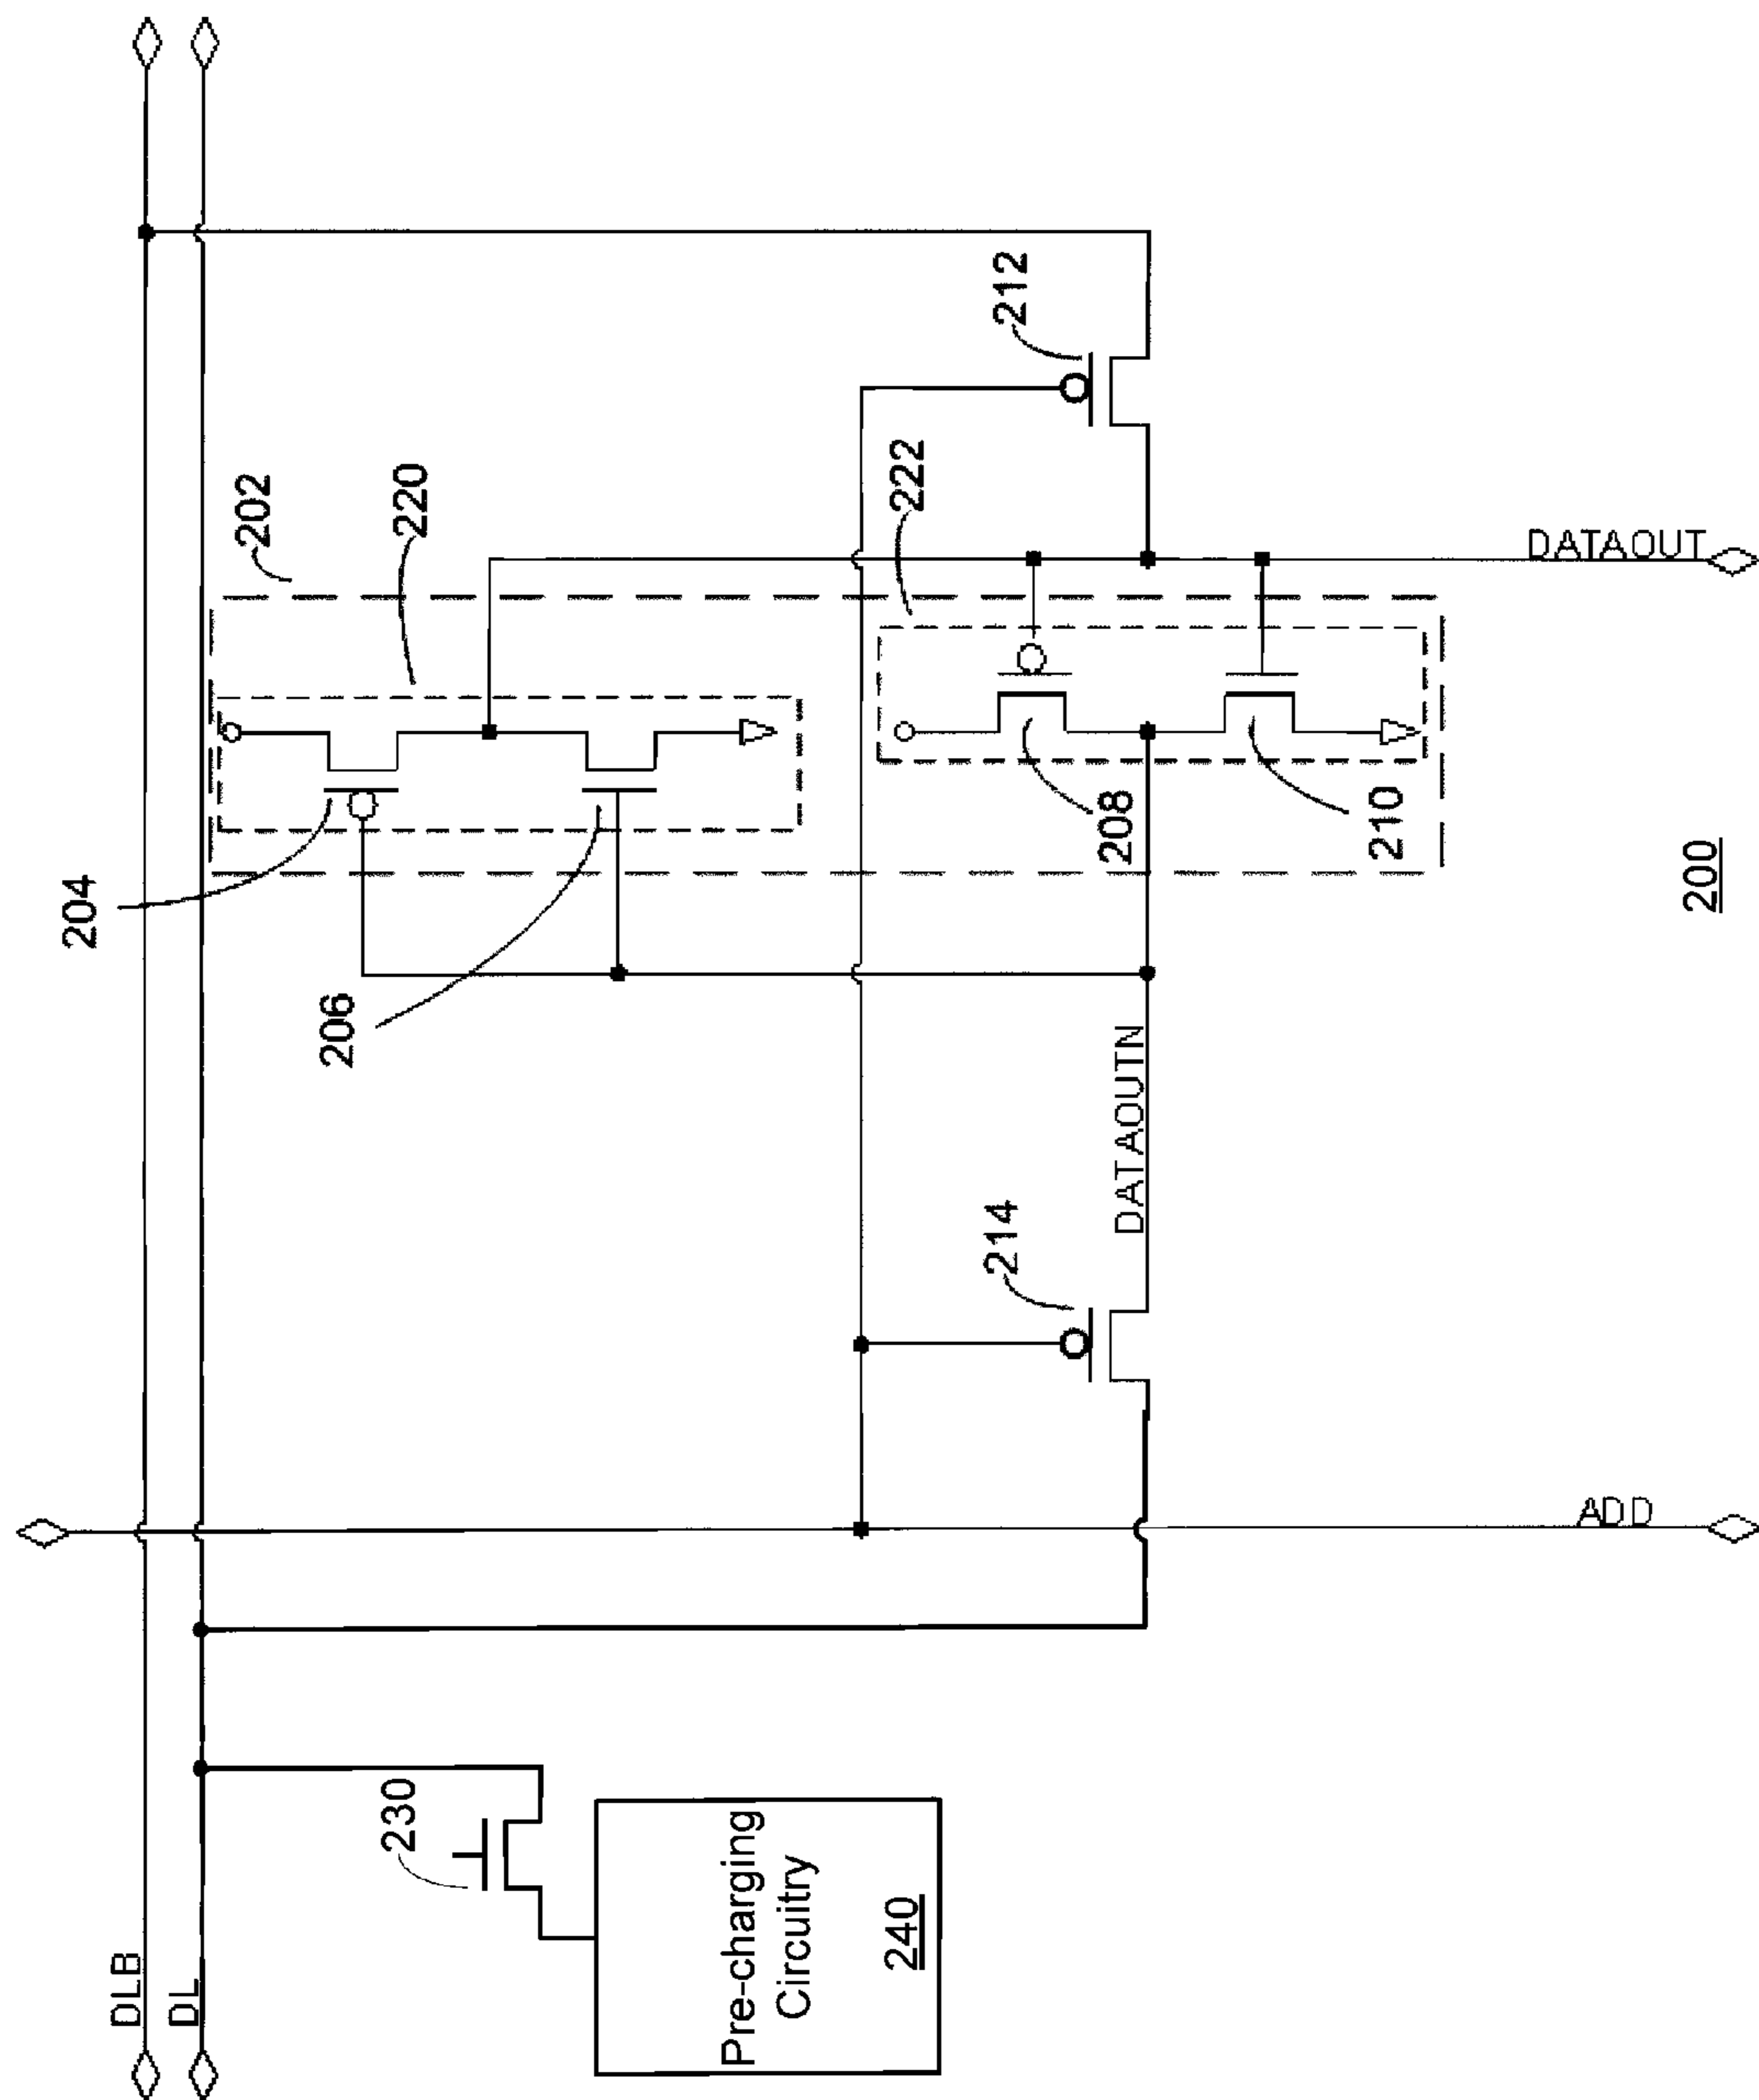 DLB
DL
230
Pre-charging
Circuitry
240
ADD
214
DATAOUTN
206
204
202
220
222
208
210
212
DATAOUT
200